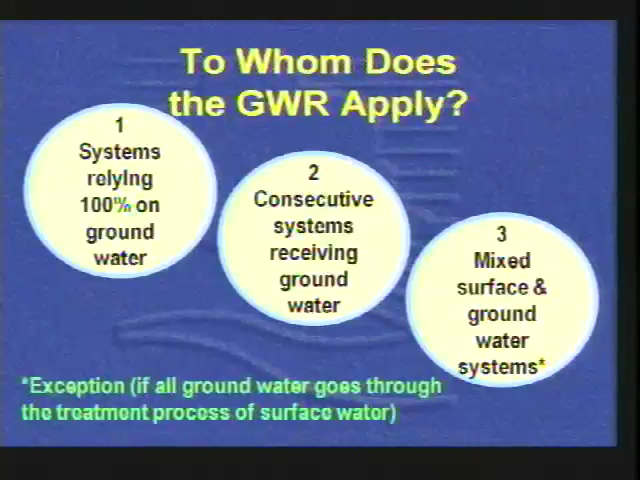 To Whom Does
the GWR Apply?
1
Systems
relying
100% on
ground
water
2
Consecutive
systems
receiving
ground
water
3
Mixed
surface &
ground
water
systems*
*Exception (if all ground water goes through
the treatment process of surface water)